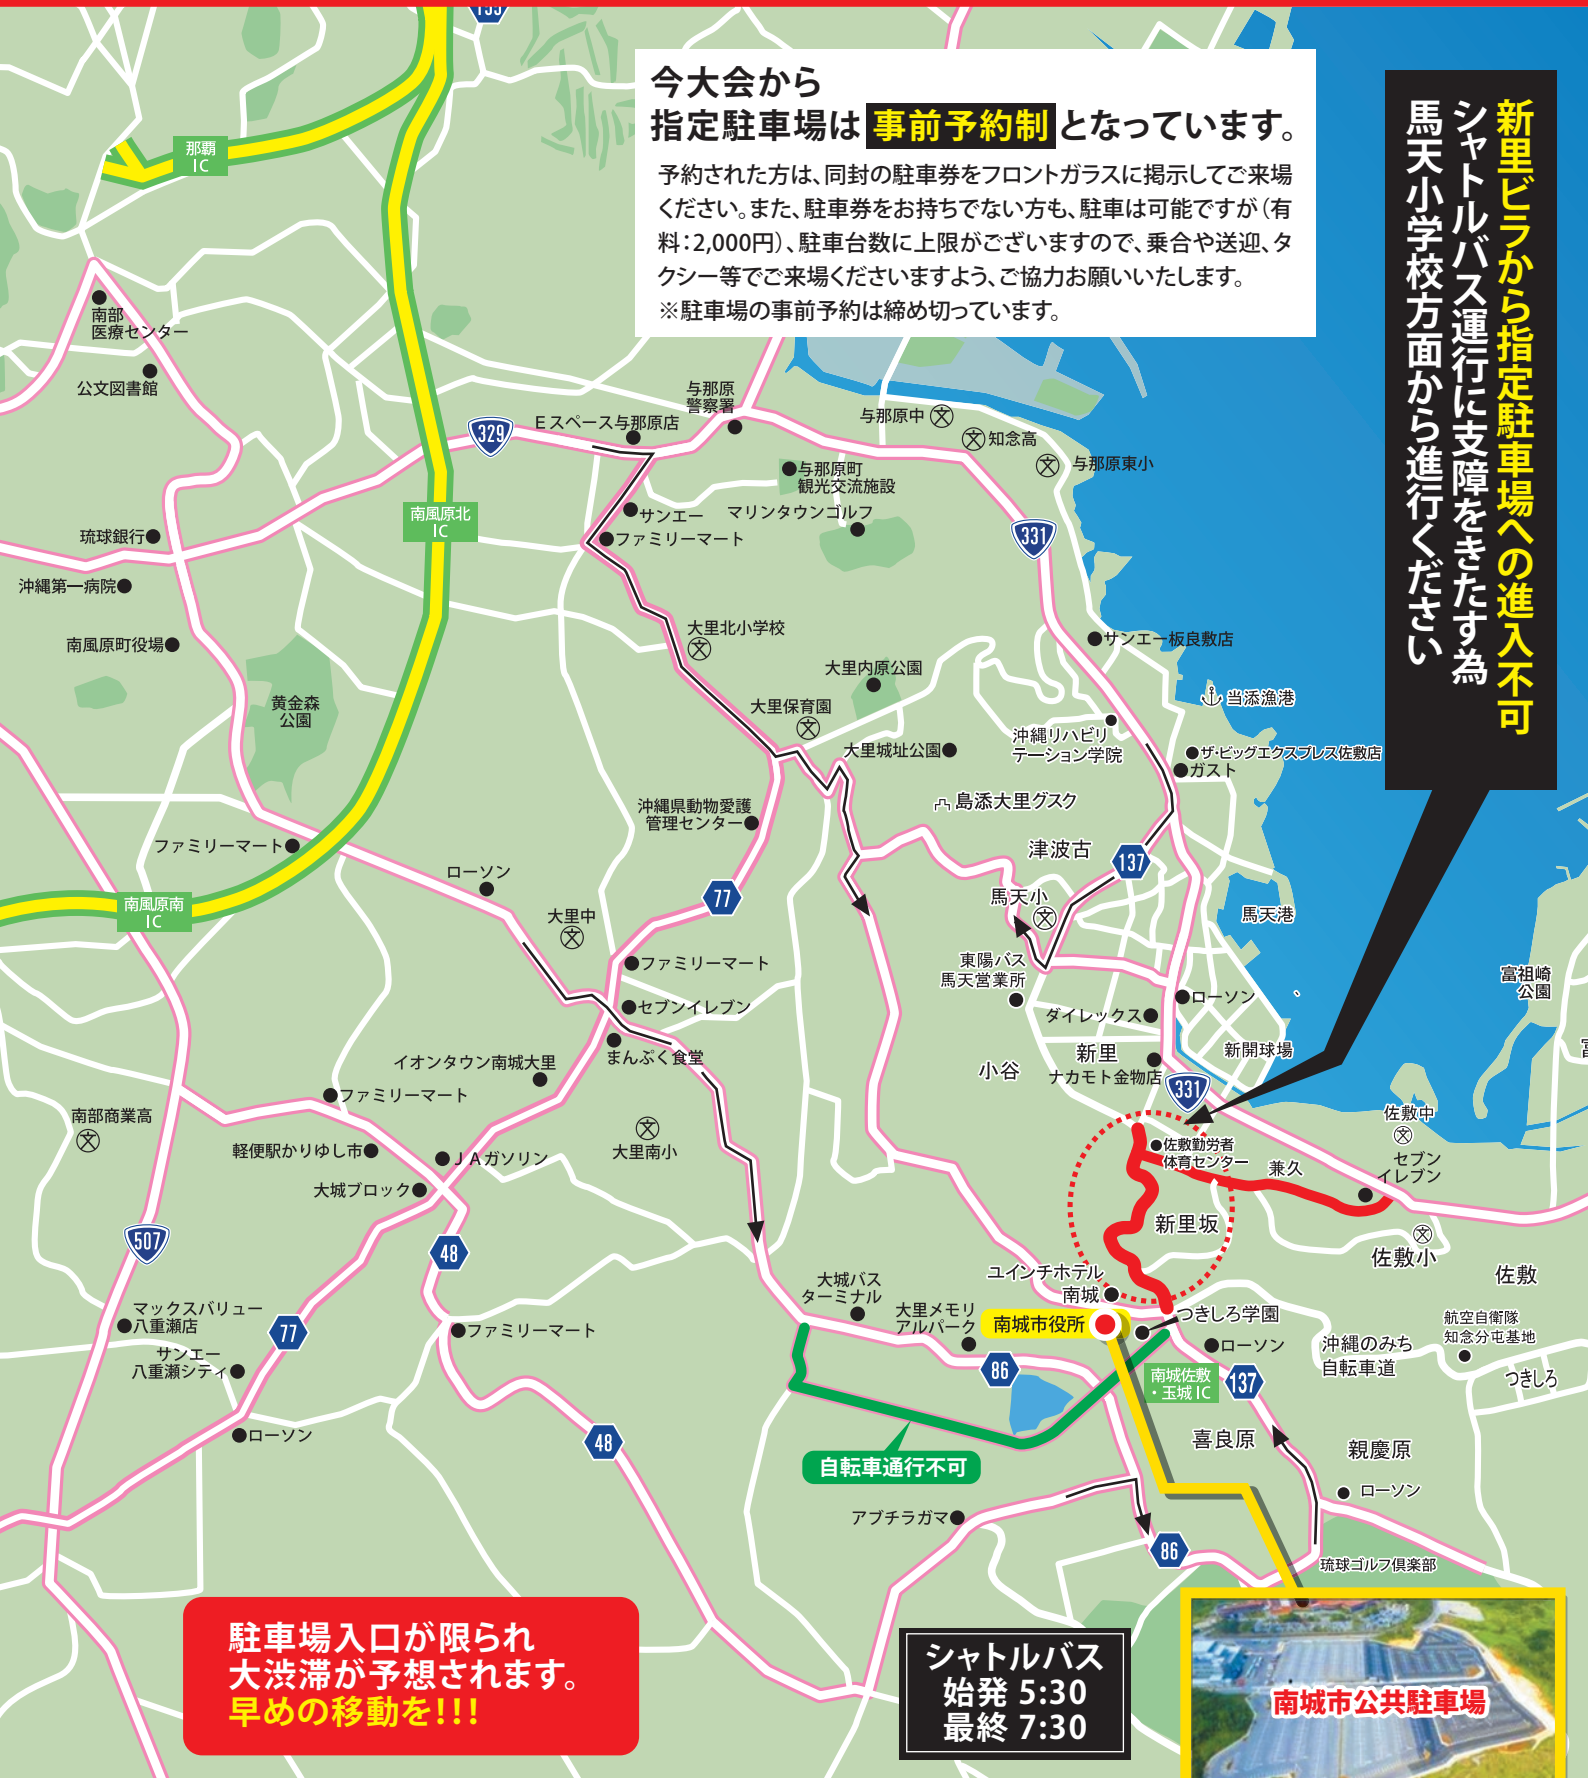 今大会から
指定駐車場は 事前予約制 となっています。
予約された方は、同封の駐車券をフロントガラスに掲示してご来場
ください。また、駐車券をお持ちでない方も、駐車は可能ですが（有
料：2,000円）、駐車台数に上限がございますので、乗合や送迎、タ
クシー等でご来場くださいますよう、ご協力お願いいたします。
※駐車場の事前予約は締め切っています。
新里ビラから指定駐車場への進入不可
シャトルバス運行に支障をきたす為
馬天小学校方面から進行ください
那覇
IC
南部
医療センター
公文図書館
与那原
警察署
Eスペース与那原店
329
与那原中
知念高
与那原東小
与那原町
観光交流施設
サンエー
マリンタウンゴルフ
ファミリーマート
南風原北
IC
331
琉球銀行
沖縄第一病院
南風原町役場
大里北小学校
サンエー板良敷店
大里内原公園
黄金森
公園
大里保育園
当添漁港
沖縄リハビリ
テーション学院
大里城址公園
ザ・ビッグエクスプレス佐敷店
ガスト
島添大里グスク
沖縄県動物愛護
管理センター
ファミリーマート
津波古
137
ローソン
77
馬天小
南風原南
IC
大里中
馬天港
東陽バス
馬天営業所
ファミリーマート
富祖崎
公園
セブンイレブン
ローソン
ダイレックス
まんぷく食堂
新里
新開球場
イオンタウン南城大里
小谷
ナカモト金物店
331
ファミリーマート
南部商業高
佐敷中
軽便駅かりゆし市
JAガソリン
大里南小
佐敷勤労者
体育センター
兼久
セブン
イレブン
大城ブロック
新里坂
507
48
佐敷小
佐敷
ユインチホテル
南城
大城バス
ターミナル
大里メモリ
アルパーク
南城市役所
つきしろ学園
マックスバリュー
八重瀬店
77
ファミリーマート
航空自衛隊
知念分屯基地
ローソン
沖縄のみち
自転車道
サンエー
八重瀬シティ
86
南城佐敷
・玉城IC
137
つきしろ
ローソン
48
自転車通行不可
喜良原
親慶原
ローソン
アブチラガマ
86
琉球ゴルフ倶楽部
駐車場入口が限られ
大渋滞が予想されます。
早めの移動を!!!
シャトルバス
始発 5:30
最終 7:30
南城市公共駐車場